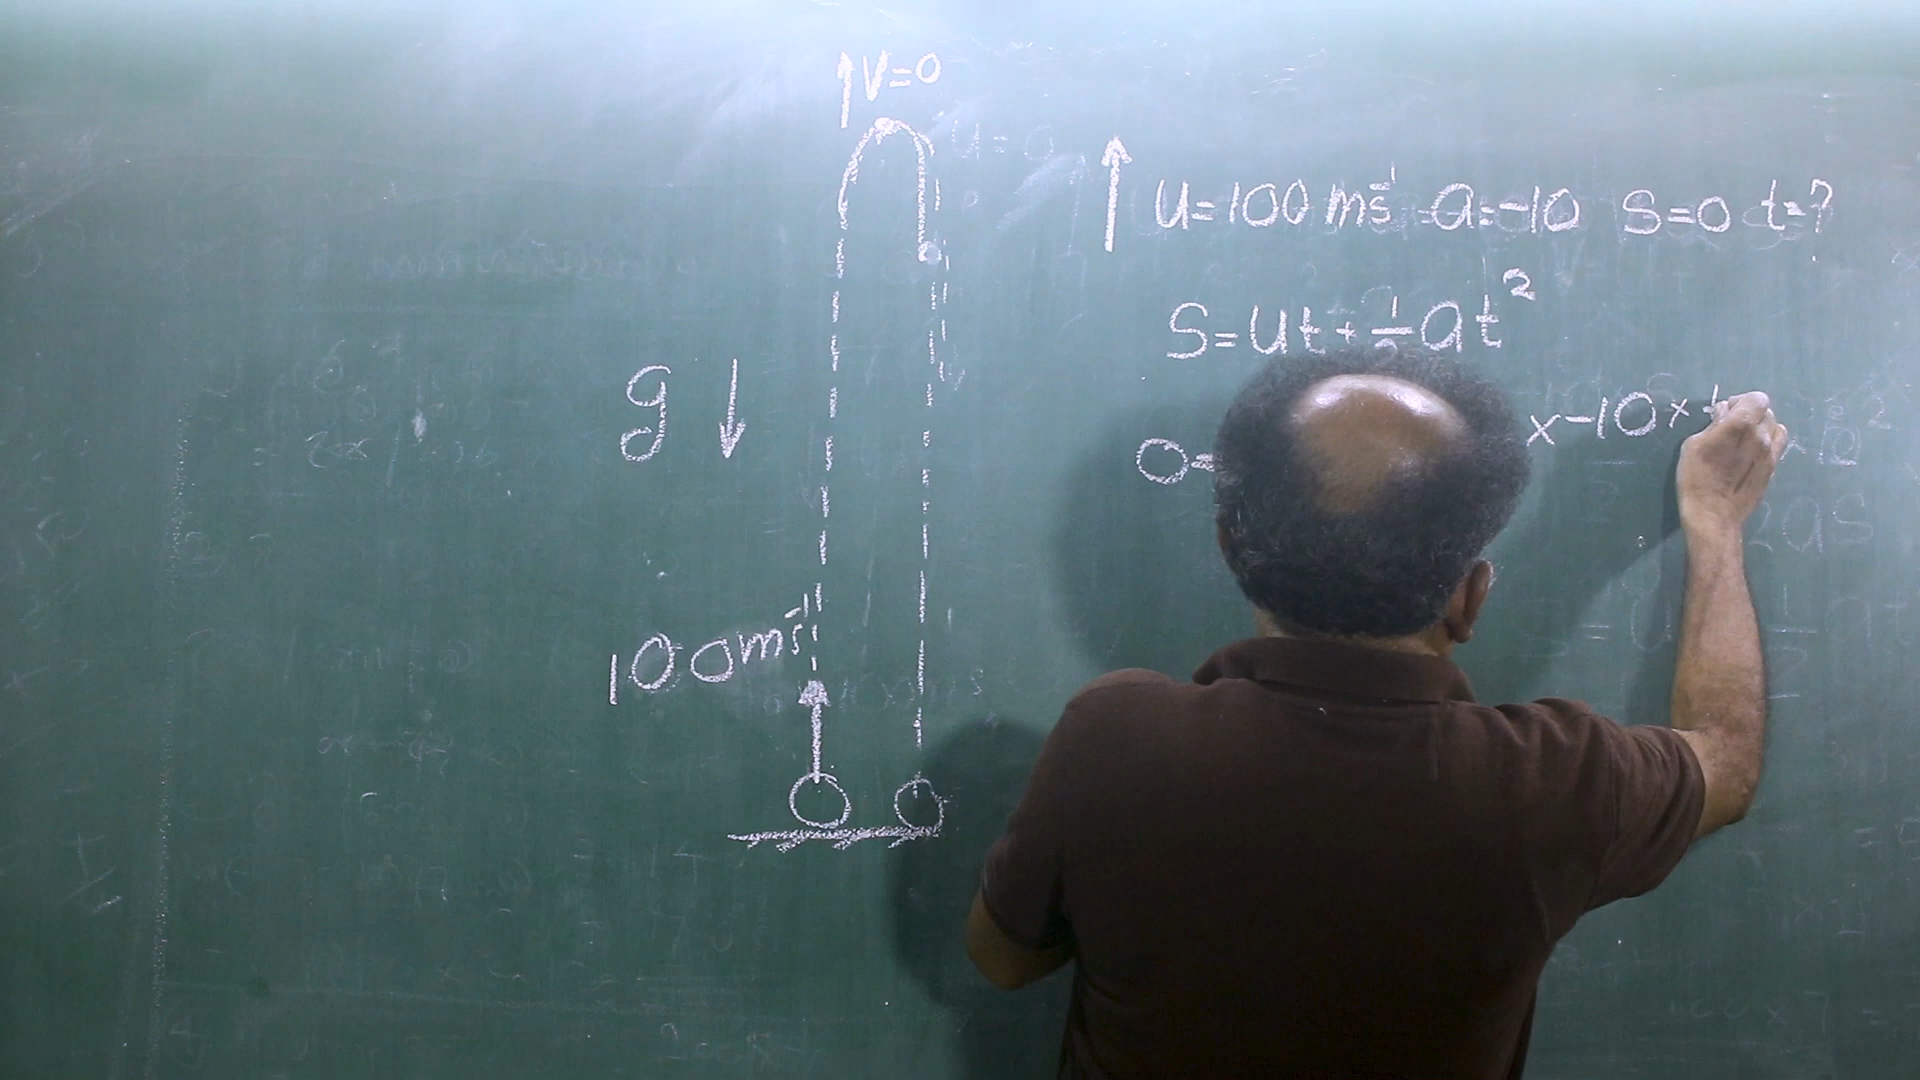 V=0
U=100 ms⁻¹ a=-10 S=0 t=?
S=Ut+½at²
g
0=
x-10×
100ms⁻¹